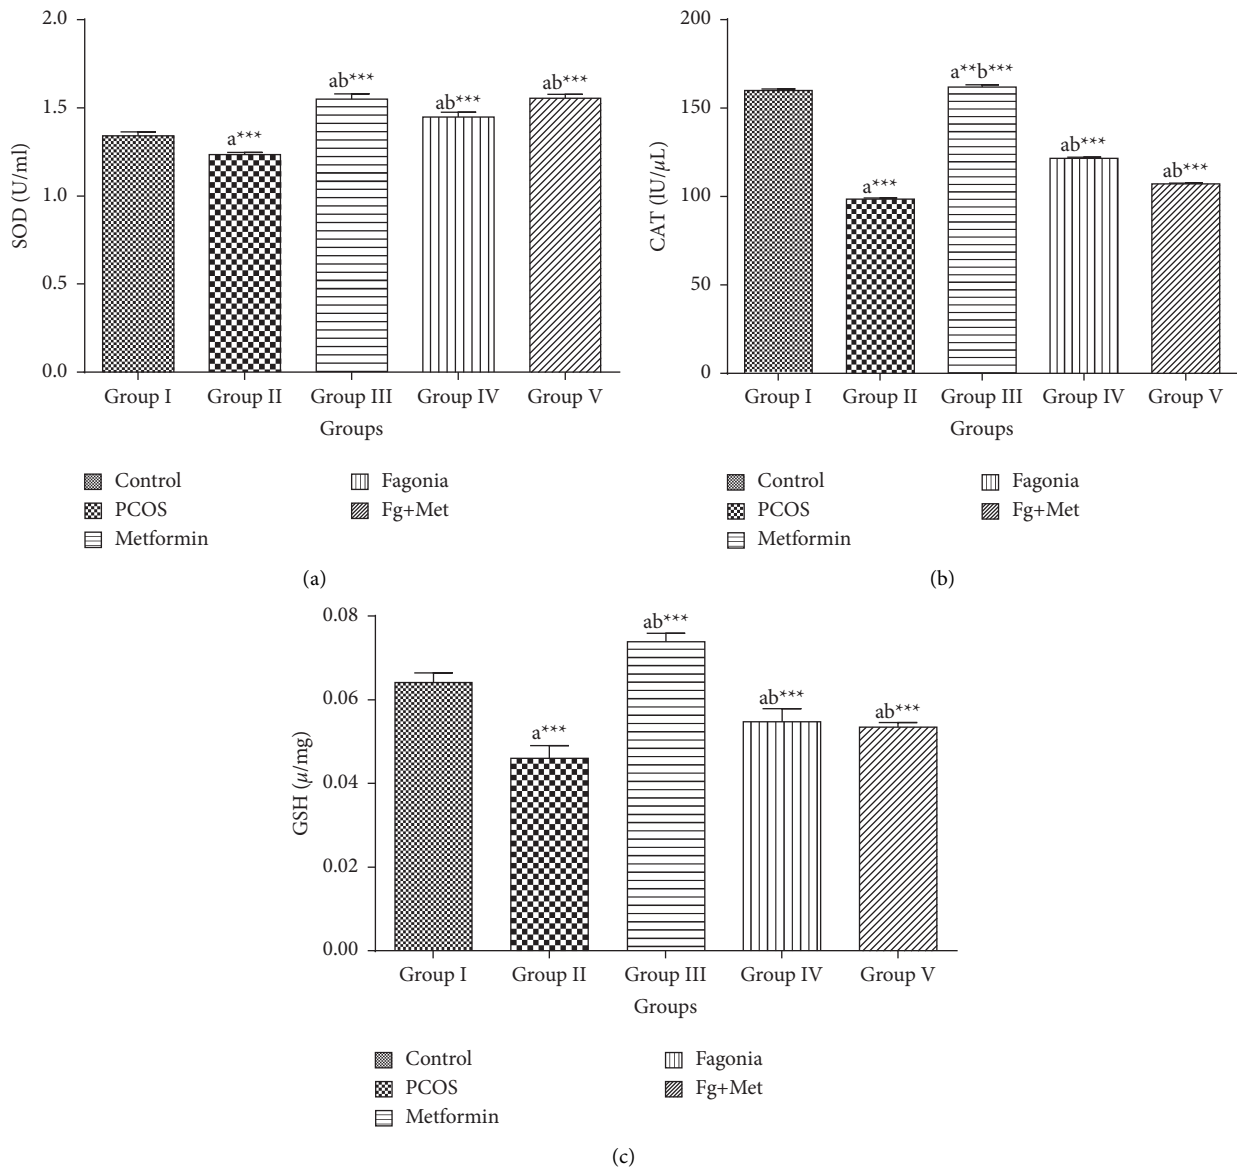 2.0
1.5
1.0
0.5
0.0
SOD (U/ml)
ab***
a***
ab***
ab***
Group I Group II Group III Group IV Group V
Groups
Control
PCOS
Metformin
Fagonia
Fg+Met
(a)
200
150
100
50
0
CAT (IU/μL)
a**b***
a***
ab***
ab***
Group I Group II Group III Group IV Group V
Groups
Control
PCOS
Metformin
Fagonia
Fg+Met
(b)
0.08
0.06
0.04
0.02
0.00
GSH (μ/mg)
ab***
a***
ab***
ab***
Group I Group II Group III Group IV Group V
Groups
Control
PCOS
Metformin
Fagonia
Fg+Met
(c)